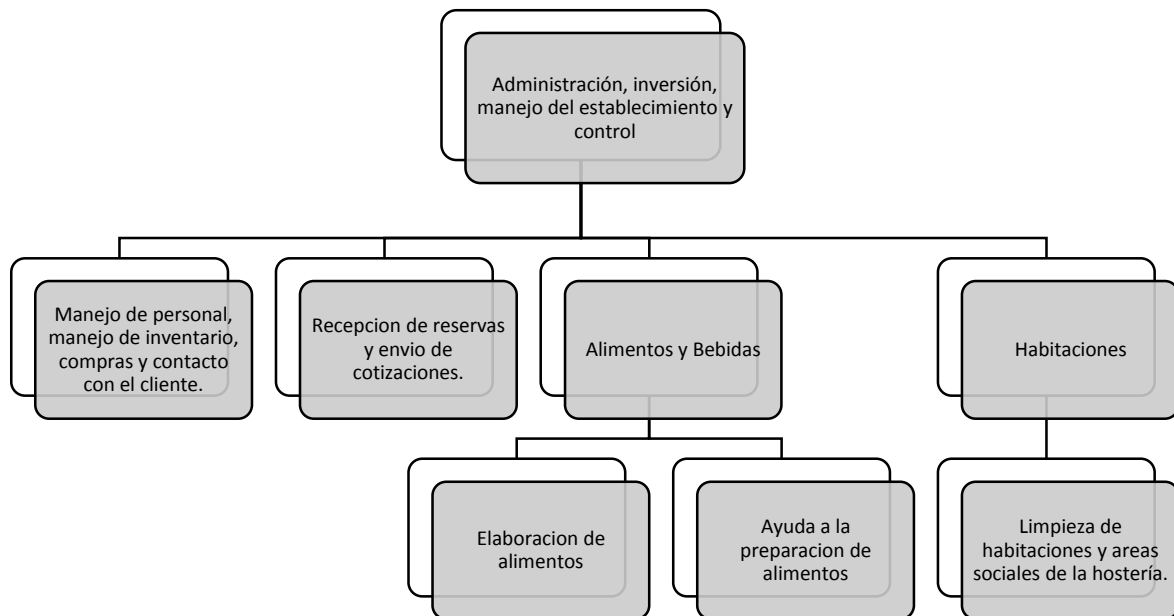 Administración, inversión,
manejo del establecimiento y
control
Manejo de personal,
manejo de inventario,
compras y contacto
con el cliente.
Recepcion de reservas
y envio de
cotizaciones.
Alimentos y Bebidas
Habitaciones
Elaboracion de
alimentos
Ayuda a la
preparacion de
alimentos
Limpieza de
habitaciones y areas
sociales de la hostería.